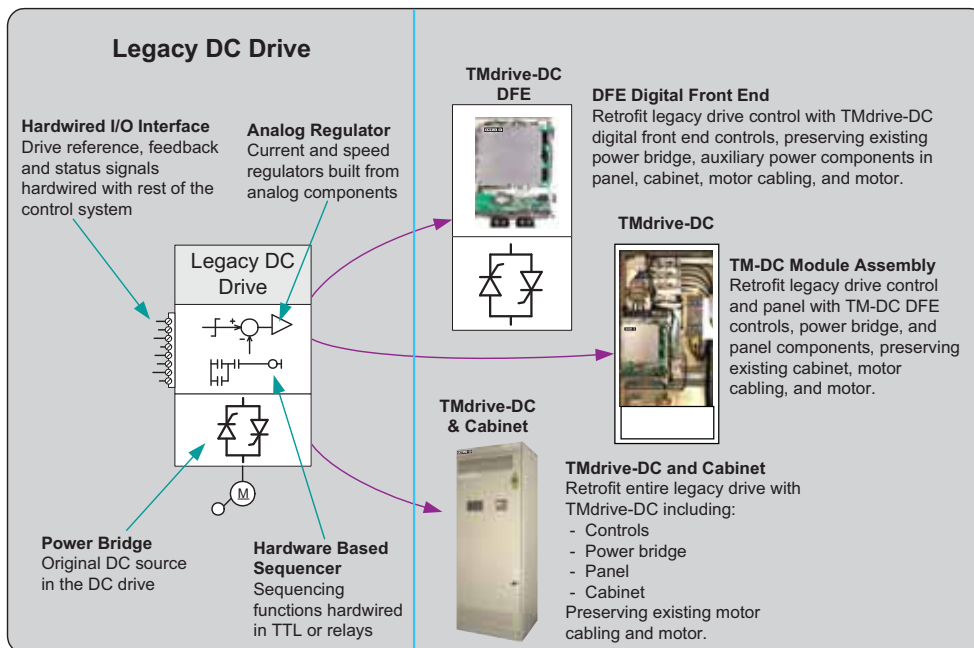 Legacy DC Drive
Hardwired I/O Interface
Drive reference, feedback
and status signals
hardwired with rest of the
control system
Analog Regulator
Current and speed
regulators built from
analog components
Legacy DC
Drive
+
-
M
Power Bridge
Original DC source
in the DC drive
Hardware Based
Sequencer
Sequencing
functions hardwired
in TTL or relays
TMdrive-DC
DFE
DFE Digital Front End
Retrofit legacy drive control with TMdrive-DC
digital front end controls, preserving existing
power bridge, auxiliary power components in
panel, cabinet, motor cabling, and motor.
TMdrive-DC
TM-DC Module Assembly
Retrofit legacy drive control
and panel with TM-DC DFE
controls, power bridge, and
panel components, preserving
existing cabinet, motor
cabling, and motor.
TMdrive-DC
& Cabinet
TMdrive-DC and Cabinet
Retrofit entire legacy drive with
TMdrive-DC including:
- Controls
- Power bridge
- Panel
- Cabinet
Preserving existing motor
cabling and motor.